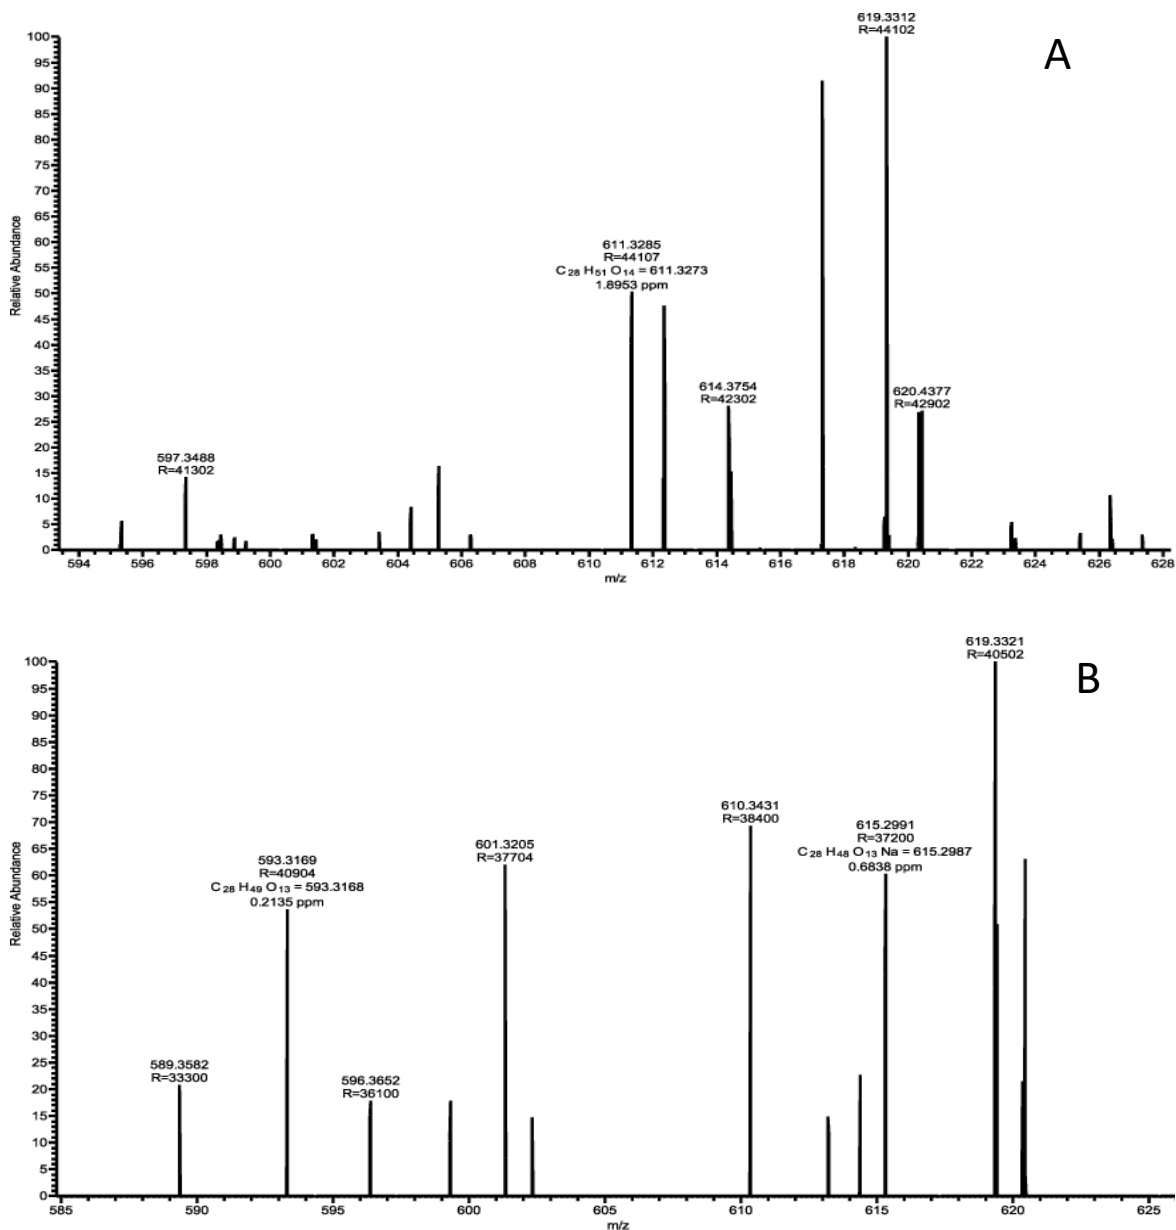 619.3312
R=44102
A
100
95
90
85
80
75
70
65
60
55
50
45
40
35
30
25
20
15
10
5
0
Relative Abundance
611.3285
R=44107
C28 H51 O14 = 611.3273
1.8953 ppm
614.3754
R=42302
620.4377
R=42902
597.3488
R=41302
594 596 598 600 602 604 606 608 610 612 614 616 618 620 622 624 626 628
m/z
619.3321
R=40502
B
100
95
90
85
80
75
70
65
60
55
50
45
40
35
30
25
20
15
10
5
0
Relative Abundance
610.3431
R=38400
615.2991
R=37200
C28 H48 O13 Na = 615.2987
0.6838 ppm
601.3205
R=37704
593.3169
R=40904
C28 H49 O13 = 593.3168
0.2135 ppm
589.3582
R=33300
596.3652
R=36100
585 590 595 600 605 610 615 620 625
m/z